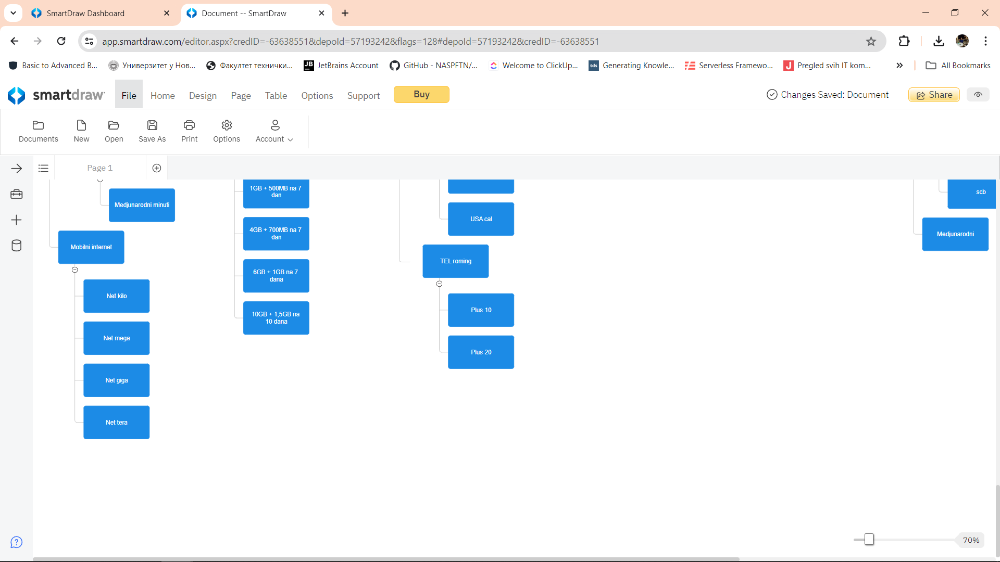 SmartDraw Dashboard
Document -- SmartDraw
app.smartdraw.com/editor.aspx?credID=-63638551&depoId=57193242&flags=128#depoId=57193242&credID=-63638551
Basic to Advanced B...
Универзитет у Нов...
Факултет технички...
JB
JetBrains Account
GitHub - NASPFTN/...
Welcome to ClickUp...
tds
Generating Knowle...
Serverless Framewo...
J
Pregled svih IT kom...
All Bookmarks
smartdraw
File
Home
Design
Page
Table
Options
Support
Buy
Changes Saved: Document
Share
Documents
New
Open
Save As
Print
Options
Account
Page 1
Medjunarodni minuti
Mobilni internet
Net kilo
Net mega
Net giga
Net tera
1GB + 500MB na 7
dan
4GB + 700MB na 7
dan
6GB + 1GB na 7
dana
10GB + 1,5GB na
10 dana
USA cal
TEL roming
Plus 10
Plus 20
scb
Medjunarodni
70%